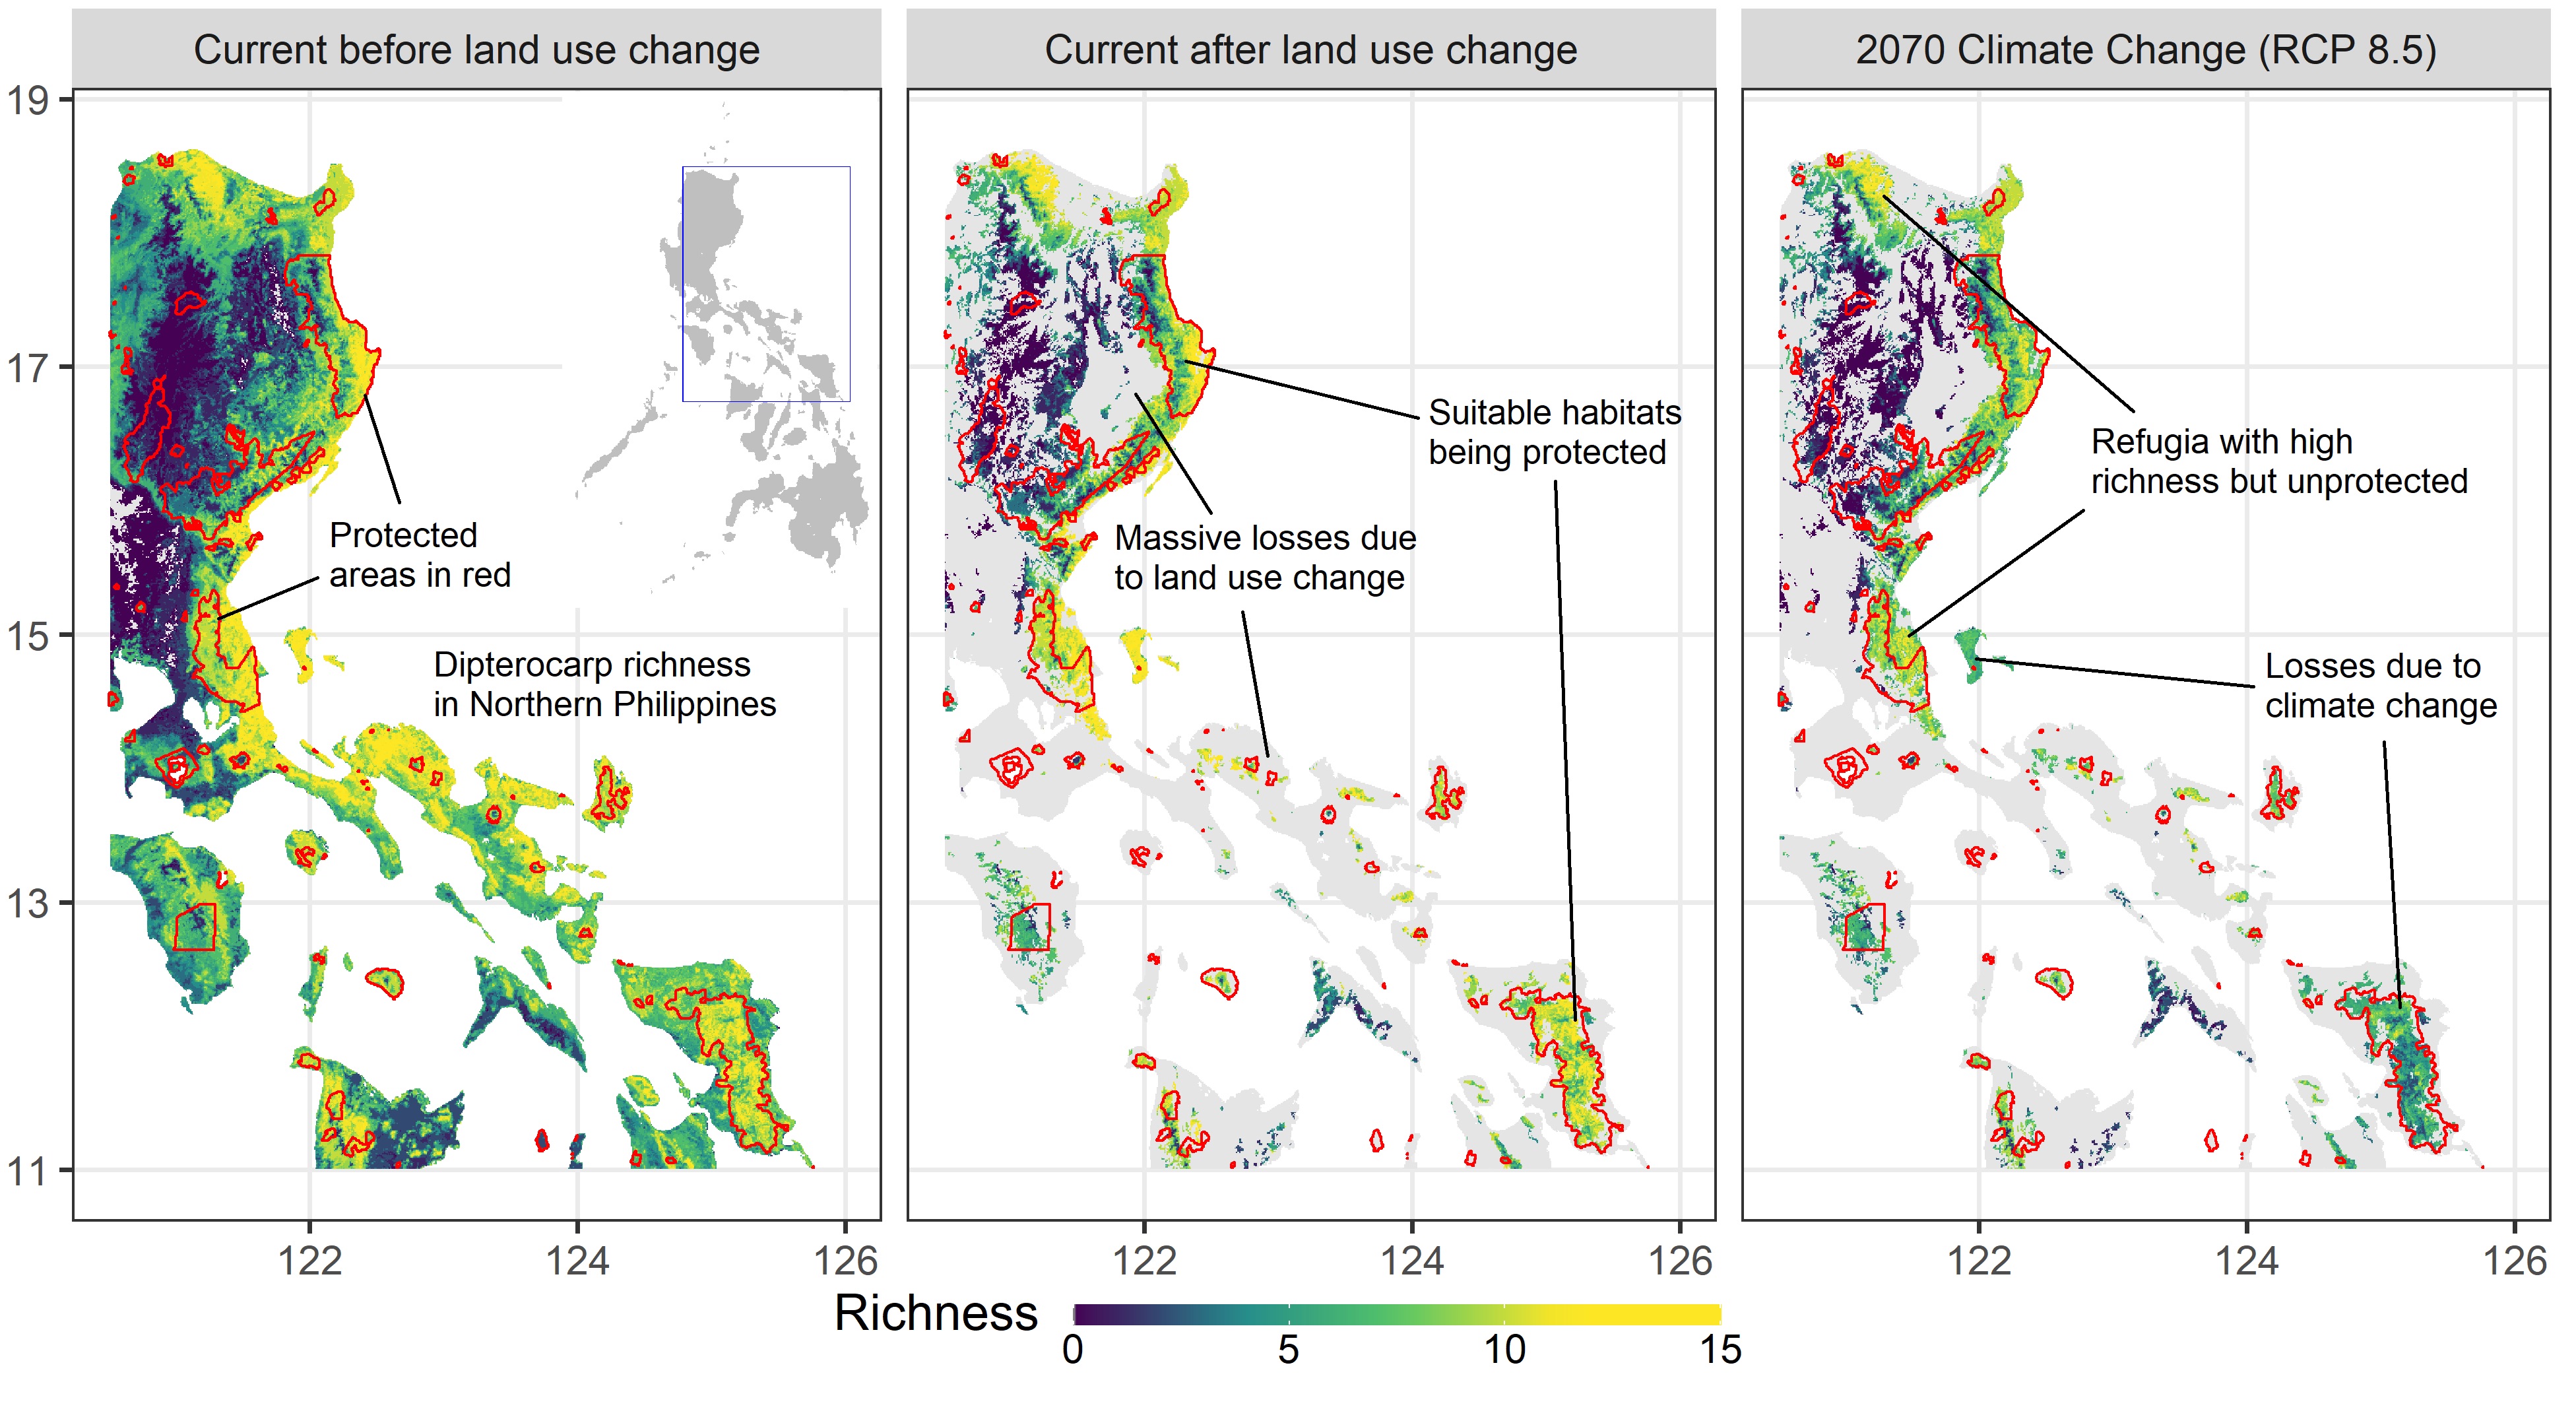 Current before land use change
Current after land use change
2070 Climate Change (RCP 8.5)
19
17
15
13
11
Protected
areas in red
Dipterocarp richness
in Northern Philippines
Suitable habitats
being protected
Massive losses due
to land use change
Refugia with high
richness but unprotected
Losses due to
climate change
122 124 126
122 124 126
122 124 126
Richness
0 5 10 15